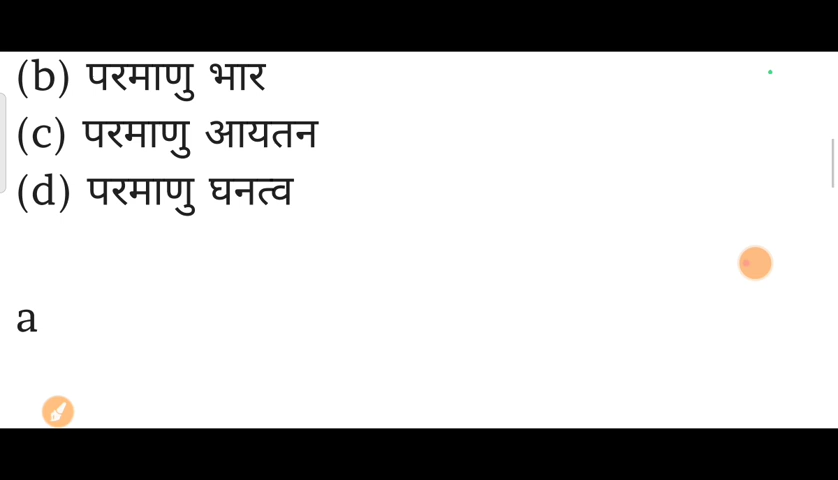 (b) परमाणु भार
(c) परमाणु आयतन
(d) परमाणु घनत्व
a